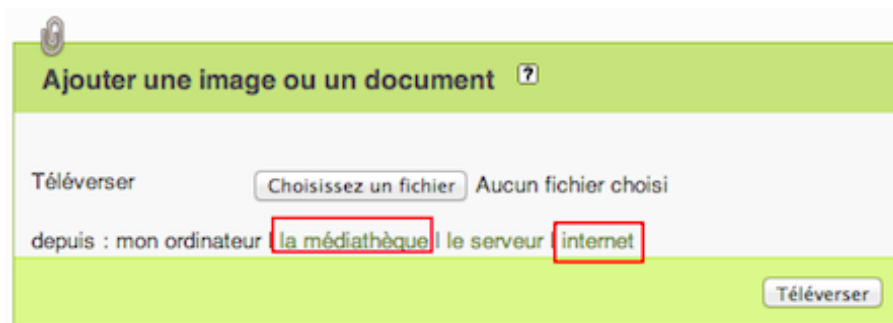 Ajouter une image ou un document ?
Téléverser Choisissez un fichier Aucun fichier choisi
depuis : mon ordinateur | la médiathèque | le serveur | internet
Téléverser